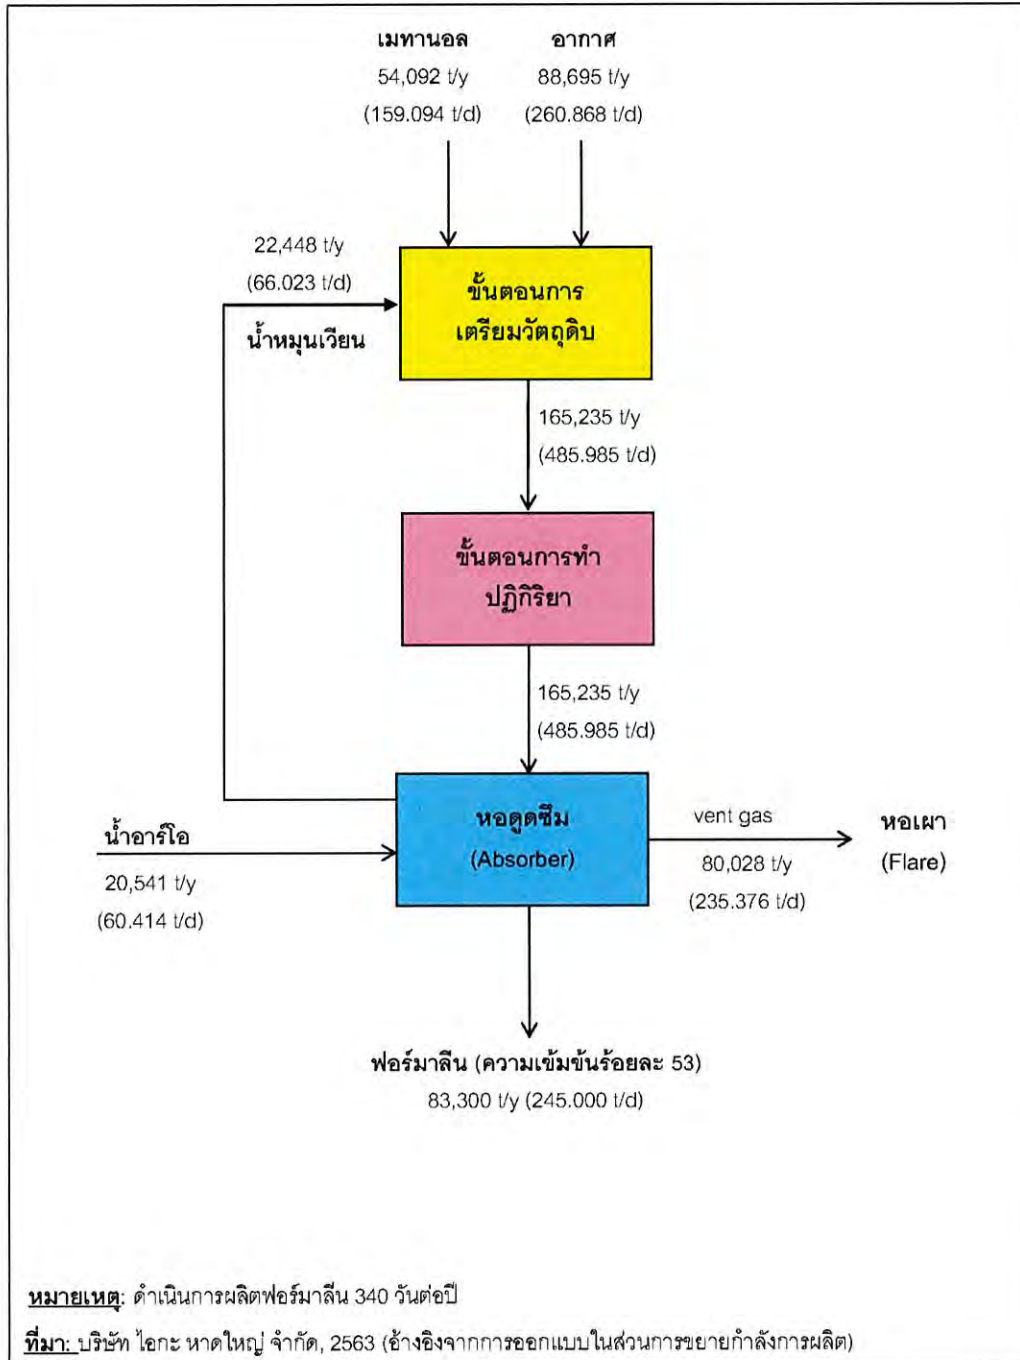 เมทานอล
54,092 t/y
(159.094 t/d)
อากาศ
88,695 t/y
(260.868 t/d)
22,448 t/y
(66.023 t/d)
น้ำหมุนเวียน
ขั้นตอนการ
เตรียมวัตถุดิบ
165,235 t/y
(485.985 t/d)
ขั้นตอนการทำ
ปฏิกิริยา
165,235 t/y
(485.985 t/d)
น้ำอาร์โอ
20,541 t/y
(60.414 t/d)
หอดูดซึม
(Absorber)
vent gas
80,028 t/y
(235.376 t/d)
หอเผา
(Flare)
ฟอร์มาลีน (ความเข้มข้นร้อยละ 53)
83,300 t/y (245.000 t/d)
หมายเหตุ: ดำเนินการผลิตฟอร์มาลีน 340 วันต่อปี
ที่มา: บริษัท ไอกะ หาดใหญ่ จำกัด, 2563 (อ้างอิงจากการออกแบบในส่วนการขยายกำลังการผลิต)